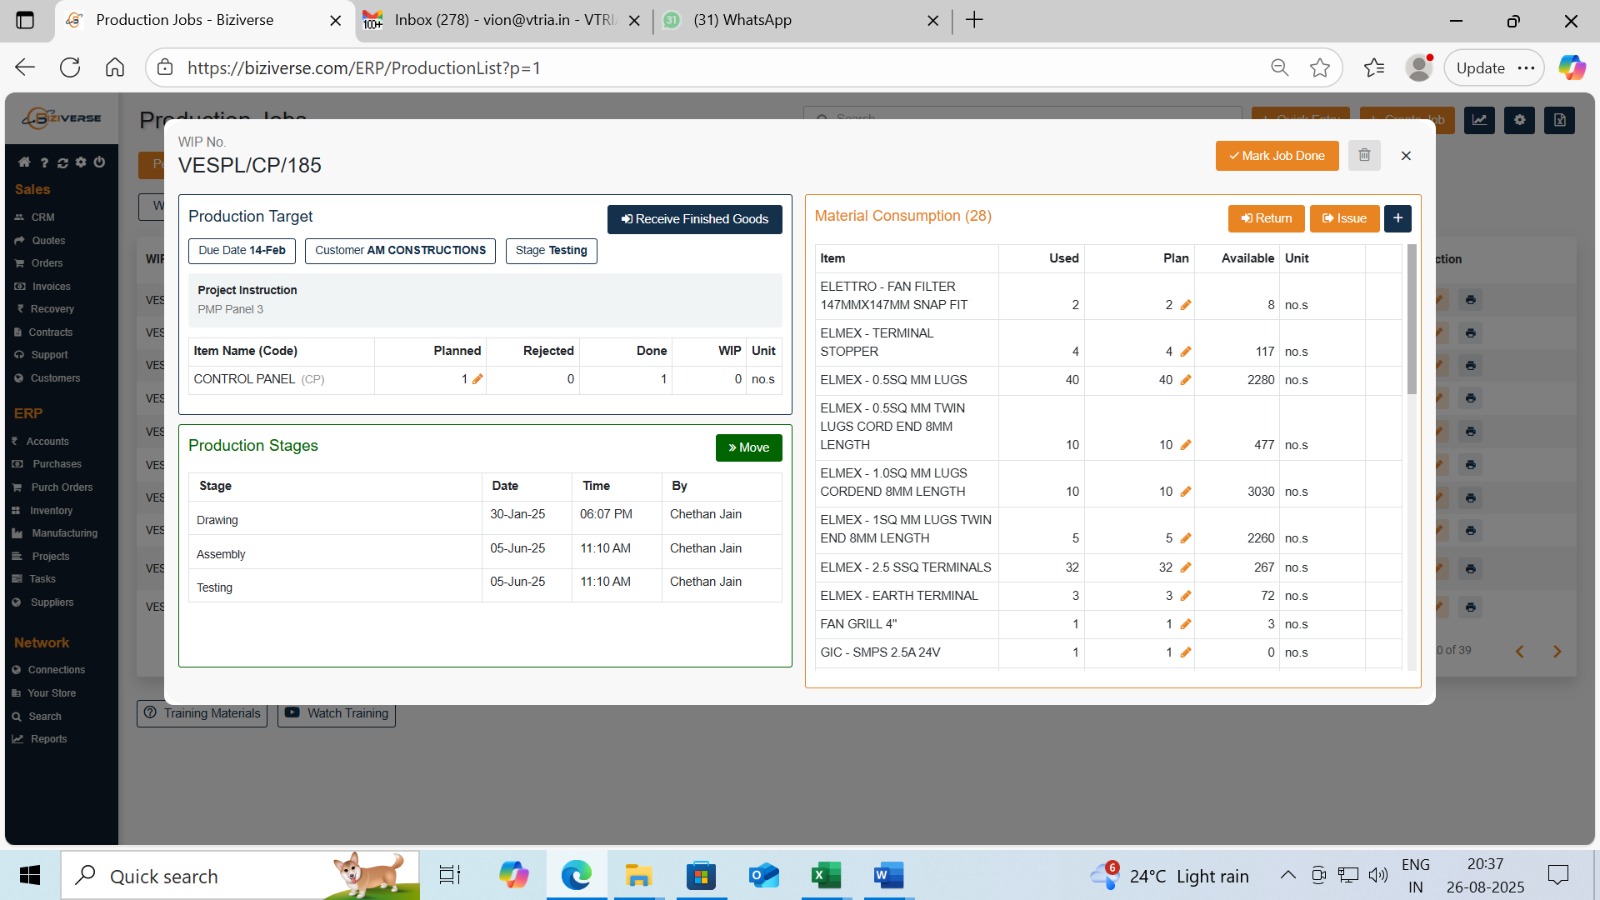 Production Jobs - Biziverse
Inbox (278) - vion@vtria.in - VTRI
(31) WhatsApp
https://biziverse.com/ERP/ProductionList?p=1
Update
BIZIVERSE
Production Jobs
Search
Quick Entry
Create Job
WIP No.
VESPL/CP/185
Mark Job Done
Sales
CRM
Quotes
Orders
Invoices
Recovery
Contracts
Support
Customers
ERP
Accounts
Purchases
Purch Orders
Inventory
Manufacturing
Projects
Tasks
Suppliers
Network
Connections
Your Store
Search
Reports
Production Target
Receive Finished Goods
Due Date 14-Feb
Customer AM CONSTRUCTIONS
Stage Testing
Project Instruction
PMP Panel 3
Item Name (Code) Planned Rejected Done WIP Unit
CONTROL PANEL (CP) 1 0 1 0 no.s
Production Stages
Move
Stage Date Time By
Drawing 30-Jan-25 06:07 PM Chethan Jain
Assembly 05-Jun-25 11:10 AM Chethan Jain
Testing 05-Jun-25 11:10 AM Chethan Jain
Material Consumption (28)
Return
Issue
+
Item Used Plan Available Unit
ELETTRO - FAN FILTER
147MMX147MM SNAP FIT 2 2 8 no.s
ELMEX - TERMINAL
STOPPER 4 4 117 no.s
ELMEX - 0.5SQ MM LUGS 40 40 2280 no.s
ELMEX - 0.5SQ MM TWIN
LUGS CORD END 8MM
LENGTH 10 10 477 no.s
ELMEX - 1.0SQ MM LUGS
CORDEND 8MM LENGTH 10 10 3030 no.s
ELMEX - 1SQ MM LUGS TWIN
END 8MM LENGTH 5 5 2260 no.s
ELMEX - 2.5 SSQ TERMINALS 32 32 267 no.s
ELMEX - EARTH TERMINAL 3 3 72 no.s
FAN GRILL 4" 1 1 3 no.s
GIC - SMPS 2.5A 24V 1 1 0 no.s
of 39
Training Materials
Watch Training
Quick search
6
24°C Light rain
ENG
IN
20:37
26-08-2025